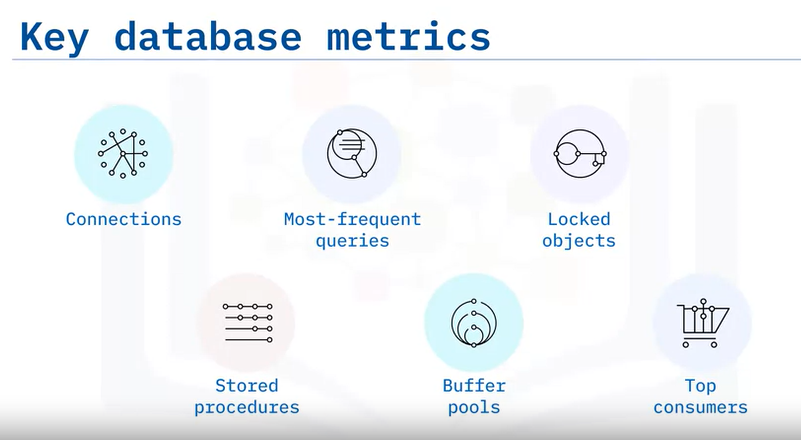 Key database metrics
Connections
Most-frequent
queries
Locked
objects
Stored
procedures
Buffer
pools
Top
consumers